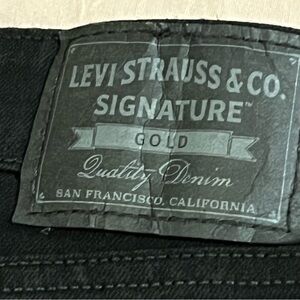 LEVI STRAUSS & CO.
SIGNATURE™
GOLD
Quality Denim
SAN FRANCISCO, CALIFORNIA